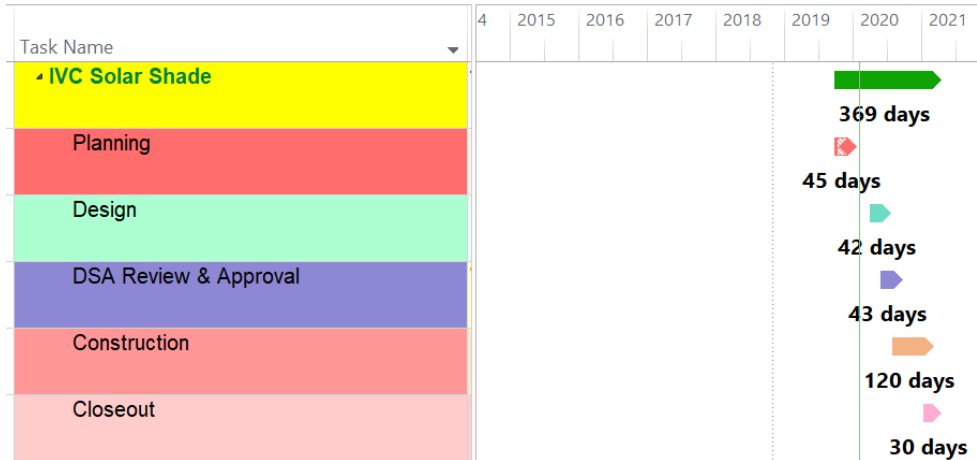 4 2015 2016 2017 2018 2019 2020 2021
Task Name
IVC Solar Shade
369 days
Planning
45 days
Design
42 days
DSA Review & Approval
43 days
Construction
120 days
Closeout
30 days